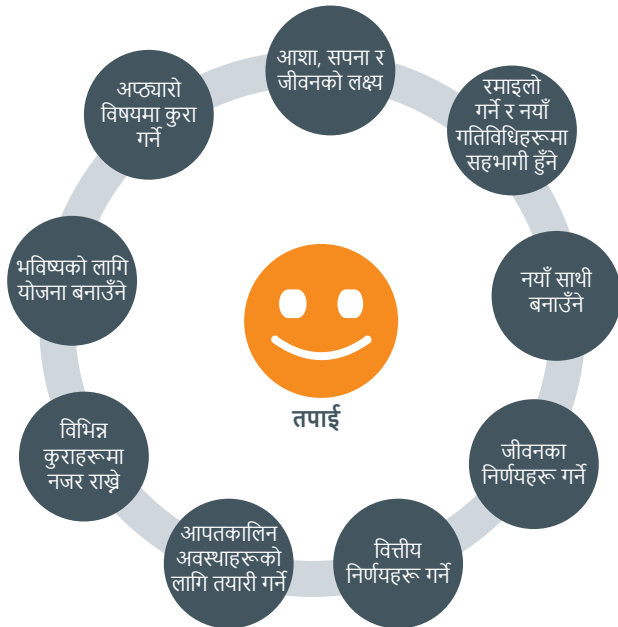 आशा, सपना र
जीवनको लक्ष्य
रमाइलो
गर्ने र नयाँ
गतिविधिहरूमा
सहभागी हुँने
नयाँ साथी
बनाउँने
जीवनका
निर्णयहरू गर्ने
वित्तीय
निर्णयहरू गर्ने
आपतकालिन
अवस्थाहरूको
लागि तयारी गर्ने
विभिन्न
कुराहरूमा
नजर राख्ने
भविष्यको लागि
योजना बनाउँने
अप्ठ्यारो
विषयमा कुरा
गर्ने
तपाई